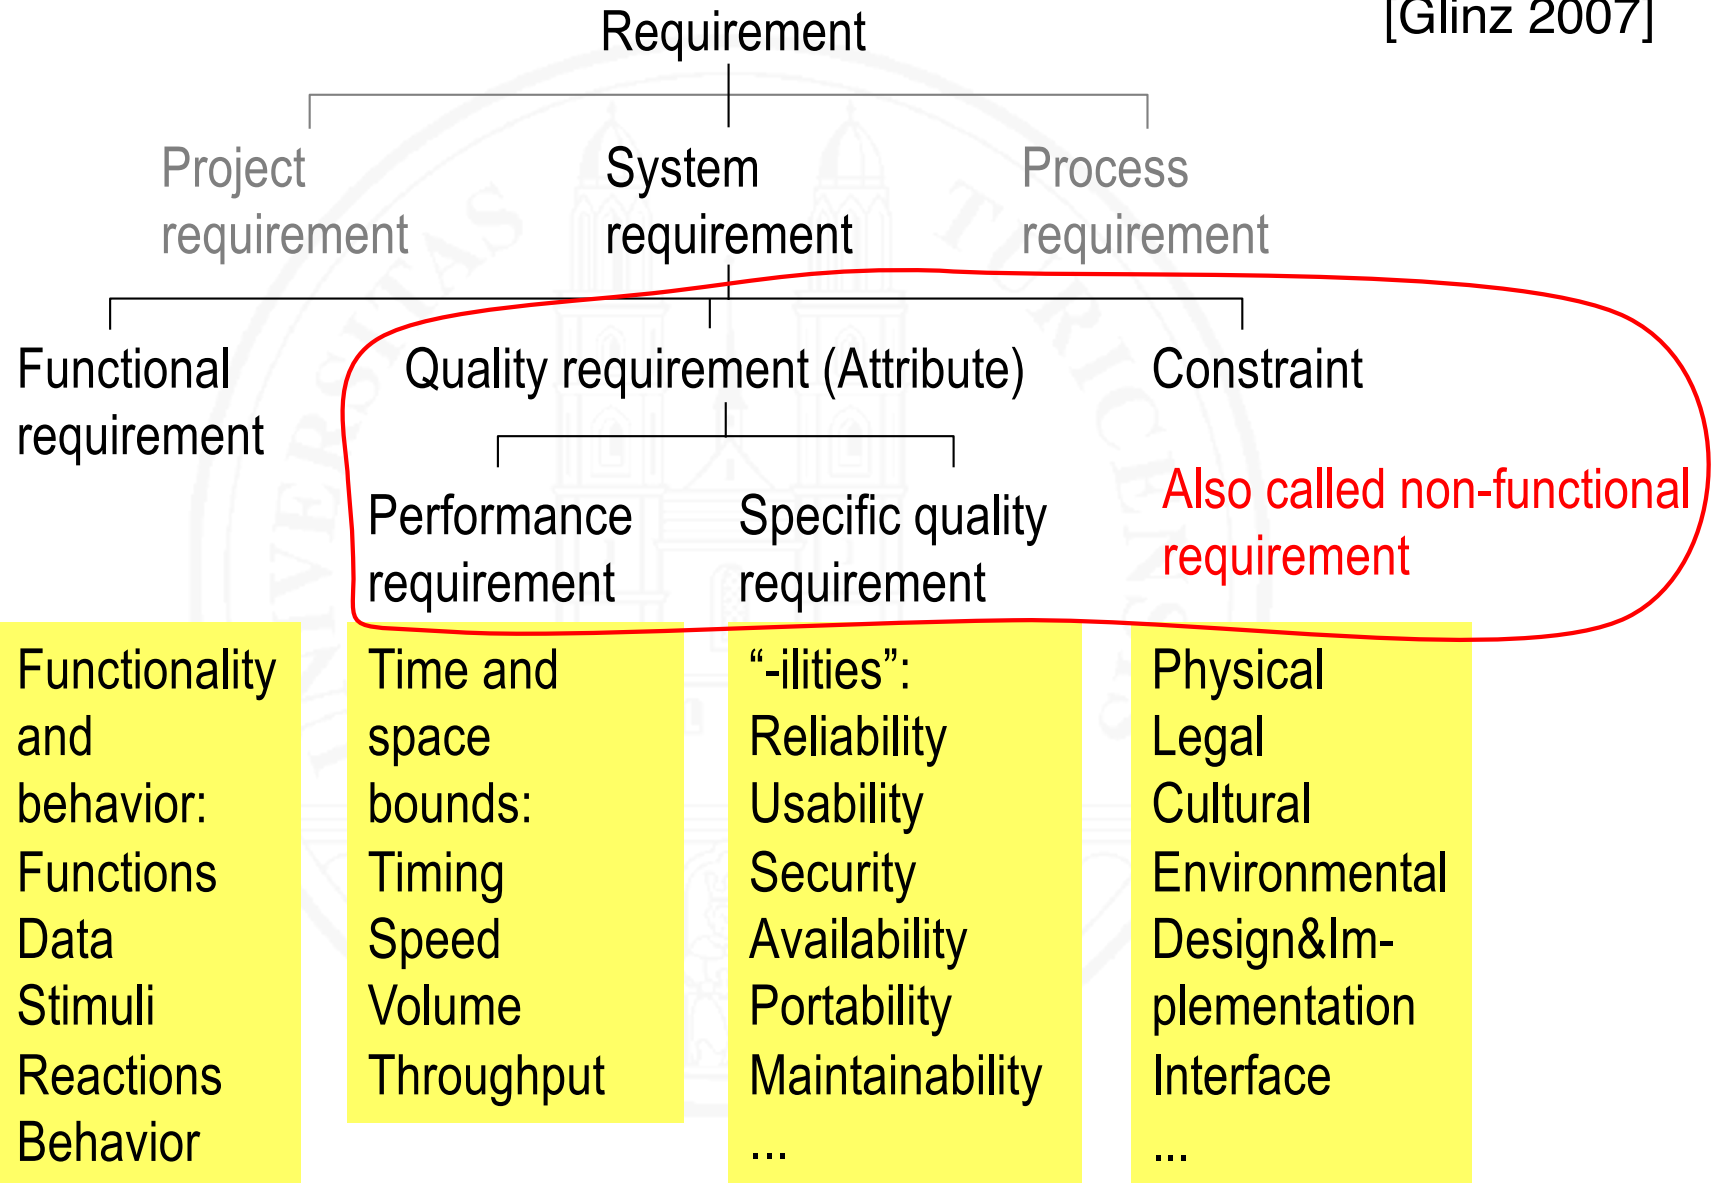 [Glinz 2007]
Requirement
Project
requirement
System
requirement
Process
requirement
Functional
requirement
Quality requirement (Attribute)
Constraint
Performance
requirement
Specific quality
requirement
Also called non-functional
requirement
Functionality
and
behavior:
Functions
Data
Stimuli
Reactions
Behavior
Time and
space
bounds:
Timing
Speed
Volume
Throughput
“-ilities”:
Reliability
Usability
Security
Availability
Portability
Maintainability
...
Physical
Legal
Cultural
Environmental
Design&Im-
plementation
Interface
...
UNIVERSITAS
TURICENSIS